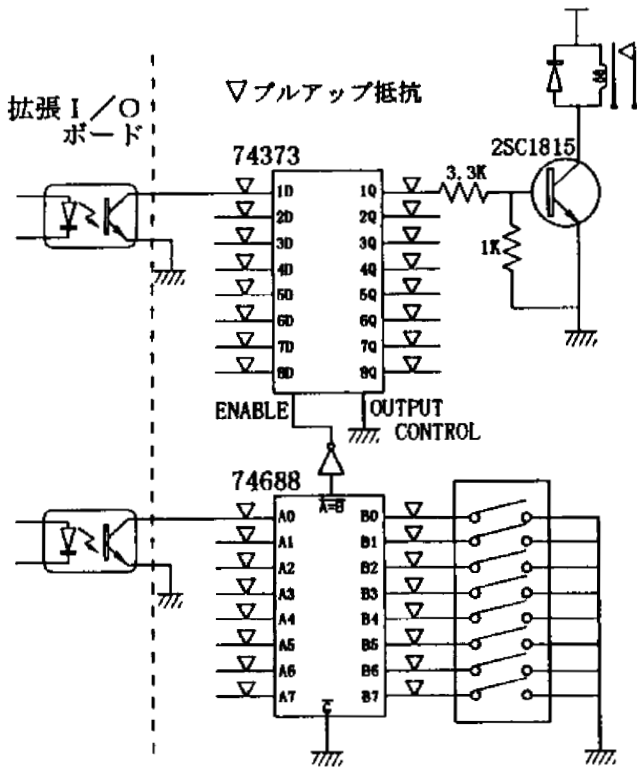 拡張I／O
ボード
▽プルアップ抵抗
74373
1D
2D
3D
4D
5D
6D
7D
8D
1Q
2Q
3Q
4Q
5Q
6Q
7Q
8Q
3.3K
1K
2SC1815
ENABLE
OUTPUT
CONTROL
74688
A=B
A0
A1
A2
A3
A4
A5
A6
A7
B0
B1
B2
B3
B4
B5
B6
B7
G